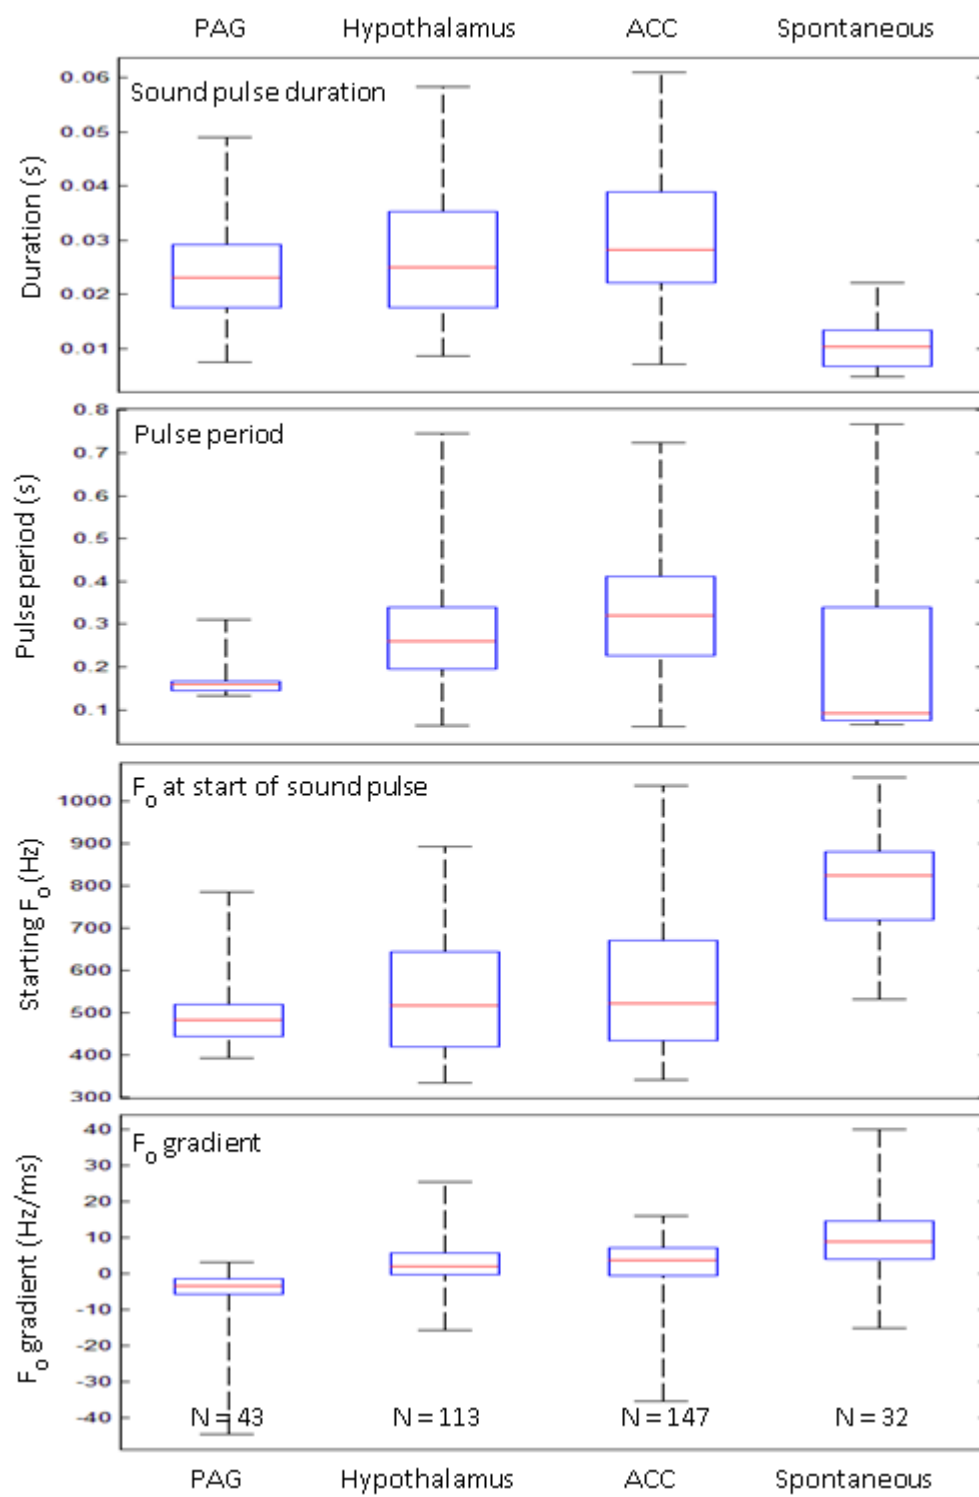 PAG Hypothalamus ACC Spontaneous
Sound pulse duration
Duration (s)
0.06
0.05
0.04
0.03
0.02
0.01
Pulse period
Pulse period (s)
0.8
0.7
0.6
0.5
0.4
0.3
0.2
0.1
F0 at start of sound pulse
Starting F0 (Hz)
1000
900
800
700
600
500
400
300
F0 gradient
F0 gradient (Hz/ms)
40
30
20
10
0
-10
-20
-30
-40
N = 43 N = 113 N = 147 N = 32
PAG Hypothalamus ACC Spontaneous